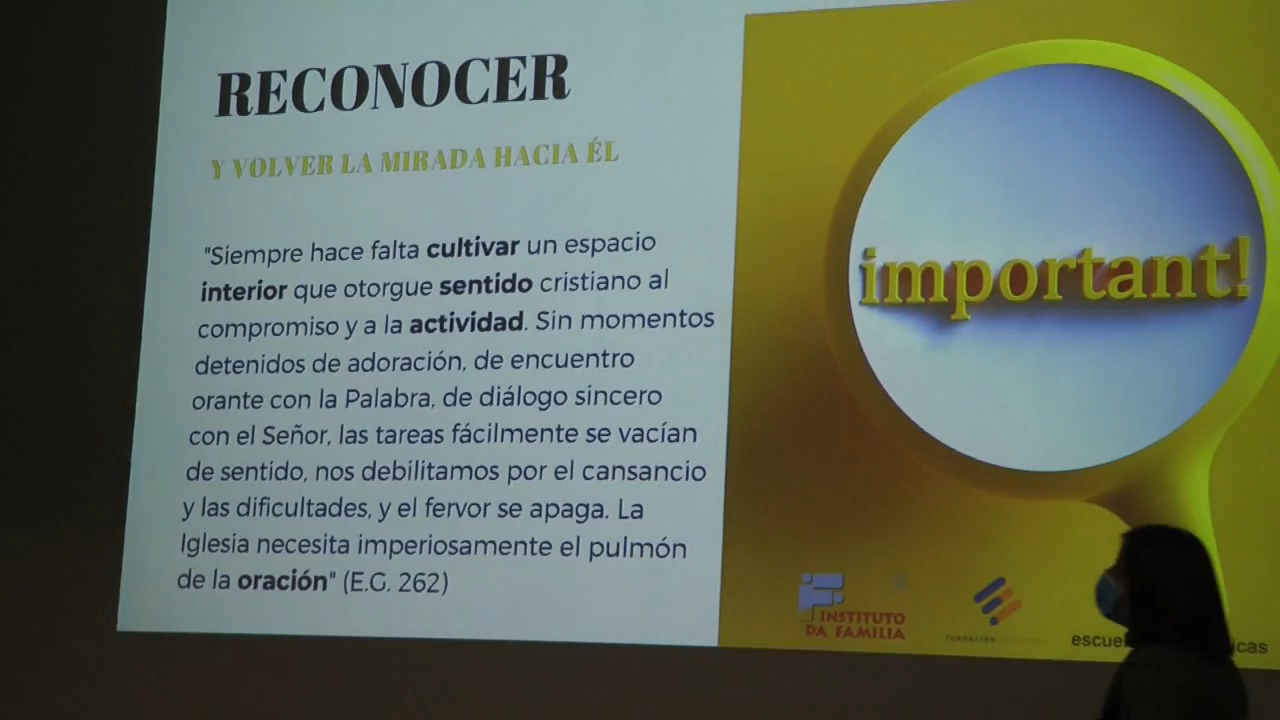 RECONOCER
Y VOLVER LA MIRADA HACIA ÉL
"Siempre hace falta cultivar un espacio
interior que otorgue sentido cristiano al
compromiso y a la actividad. Sin momentos
detenidos de adoración, de encuentro
orante con la Palabra, de diálogo sincero
con el Señor, las tareas fácilmente se vacían
de sentido, nos debilitamos por el cansancio
y las dificultades, y el fervor se apaga. La
Iglesia necesita imperiosamente el pulmón
de la oración" (E.G. 262)
important!
INSTITUTO
DA FAMILIA
FUNDACIÓN